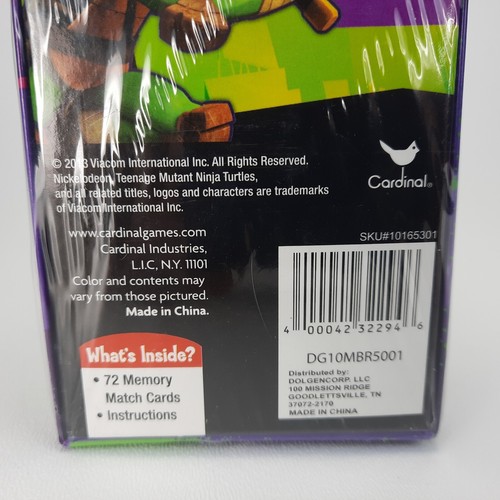 © 2013 Viacom International Inc. All Rights Reserved.
Nickelodeon, Teenage Mutant Ninja Turtles,
and all related titles, logos and characters are trademarks
of Viacom International Inc.
Cardinal®
www.cardinalgames.com
Cardinal Industries,
L.I.C, N.Y. 11101
Color and contents may
vary from those pictured.
Made in China.
SKU#10165301
4 00042 32294 6
DG10MBR5001
Distributed by:
DOLGENCORP, LLC
100 MISSION RIDGE
GOODLETTSVILLE, TN
37072-2170
MADE IN CHINA
What's Inside?
• 72 Memory
Match Cards
• Instructions